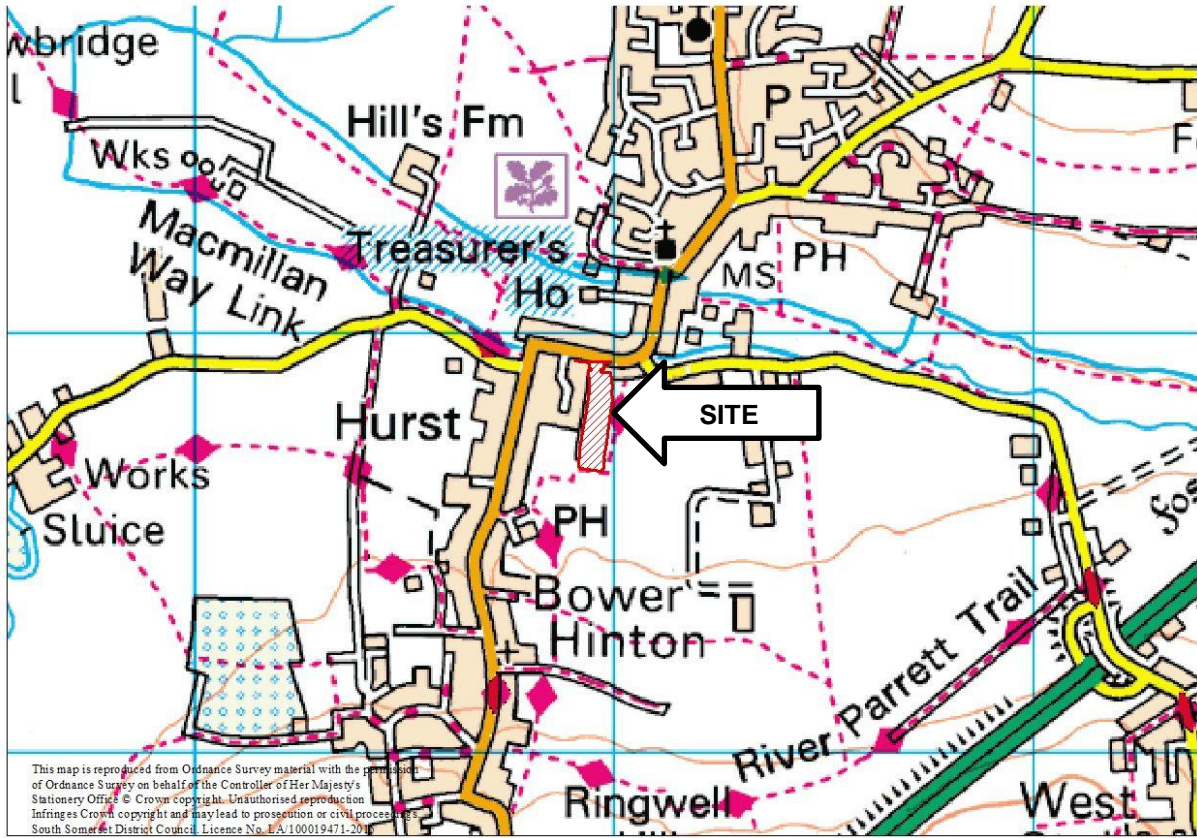 wbridge
l
Hill's Fm
P
F
Wks
Macmillan
Way Link
Treasurer's
Ho
MS
PH
SITE
Hurst
Works
Sluice
PH
Bower
Hinton
Fos
River Parrett Trail
Ringwell
West
This map is reproduced from Ordnance Survey material with the permission
of Ordnance Survey on behalf of the Controller of Her Majesty's
Stationery Office © Crown copyright. Unauthorised reproduction
Infringes Crown copyright and may lead to prosecution or civil proceedings.
South Somerset District Council. Licence No. LA/100019471-